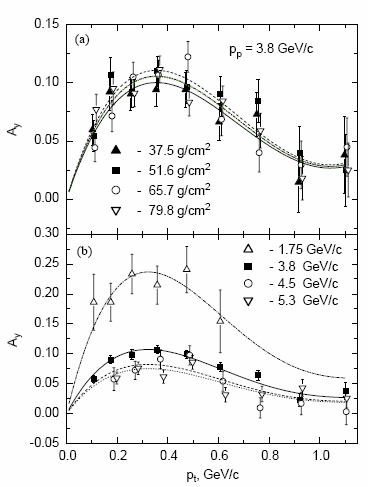 (a)
p_p = 3.8 GeV/c
0.15
0.10
0.05
0.00
A_y
- 37.5 g/cm²
- 51.6 g/cm²
- 65.7 g/cm²
- 79.8 g/cm²
0.30
(b)
- 1.75 GeV/c
- 3.8 GeV/c
- 4.5 GeV/c
- 5.3 GeV/c
0.25
0.20
0.15
0.10
0.05
0.00
-0.05
A_y
0.0 0.2 0.4 0.6 0.8 1.0
p_t, GeV/c